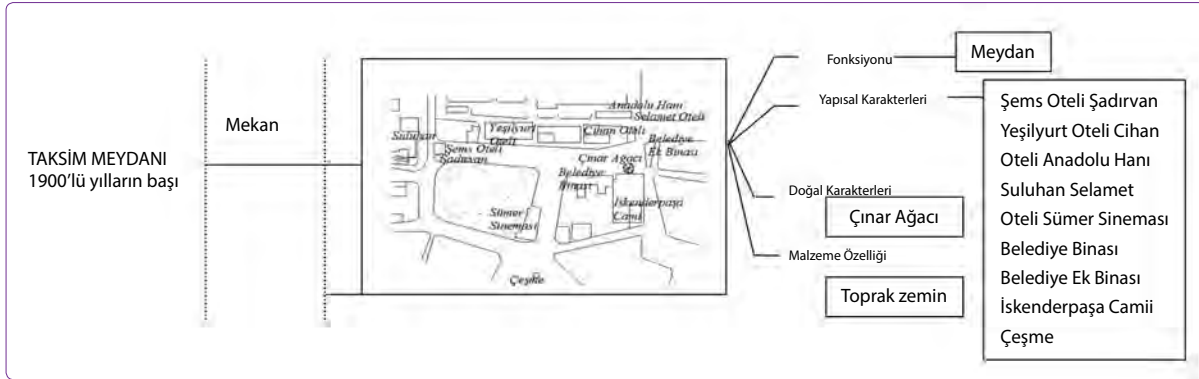 TAKSİM MEYDANI
1900'lü yılların başı
Mekan
Anadolu Hanı
Selamet Oteli
Suluhan
Yeşilyurt
Oteli
Cihan Oteli
Belediye
Ek Binası
Şems Oteli
Şadırvan
Çınar Ağacı
Belediye
Binası
İskenderpaşa
Cami
Sümer
Sineması
Çeşme
Fonksiyonu
Meydan
Yapısal Karakterleri
Şems Oteli Şadırvan
Yeşilyurt Oteli Cihan
Oteli Anadolu Hanı
Suluhan Selamet
Oteli Sümer Sineması
Belediye Binası
Belediye Ek Binası
İskenderpaşa Camii
Çeşme
Doğal Karakterleri
Çınar Ağacı
Malzeme Özelliği
Toprak zemin